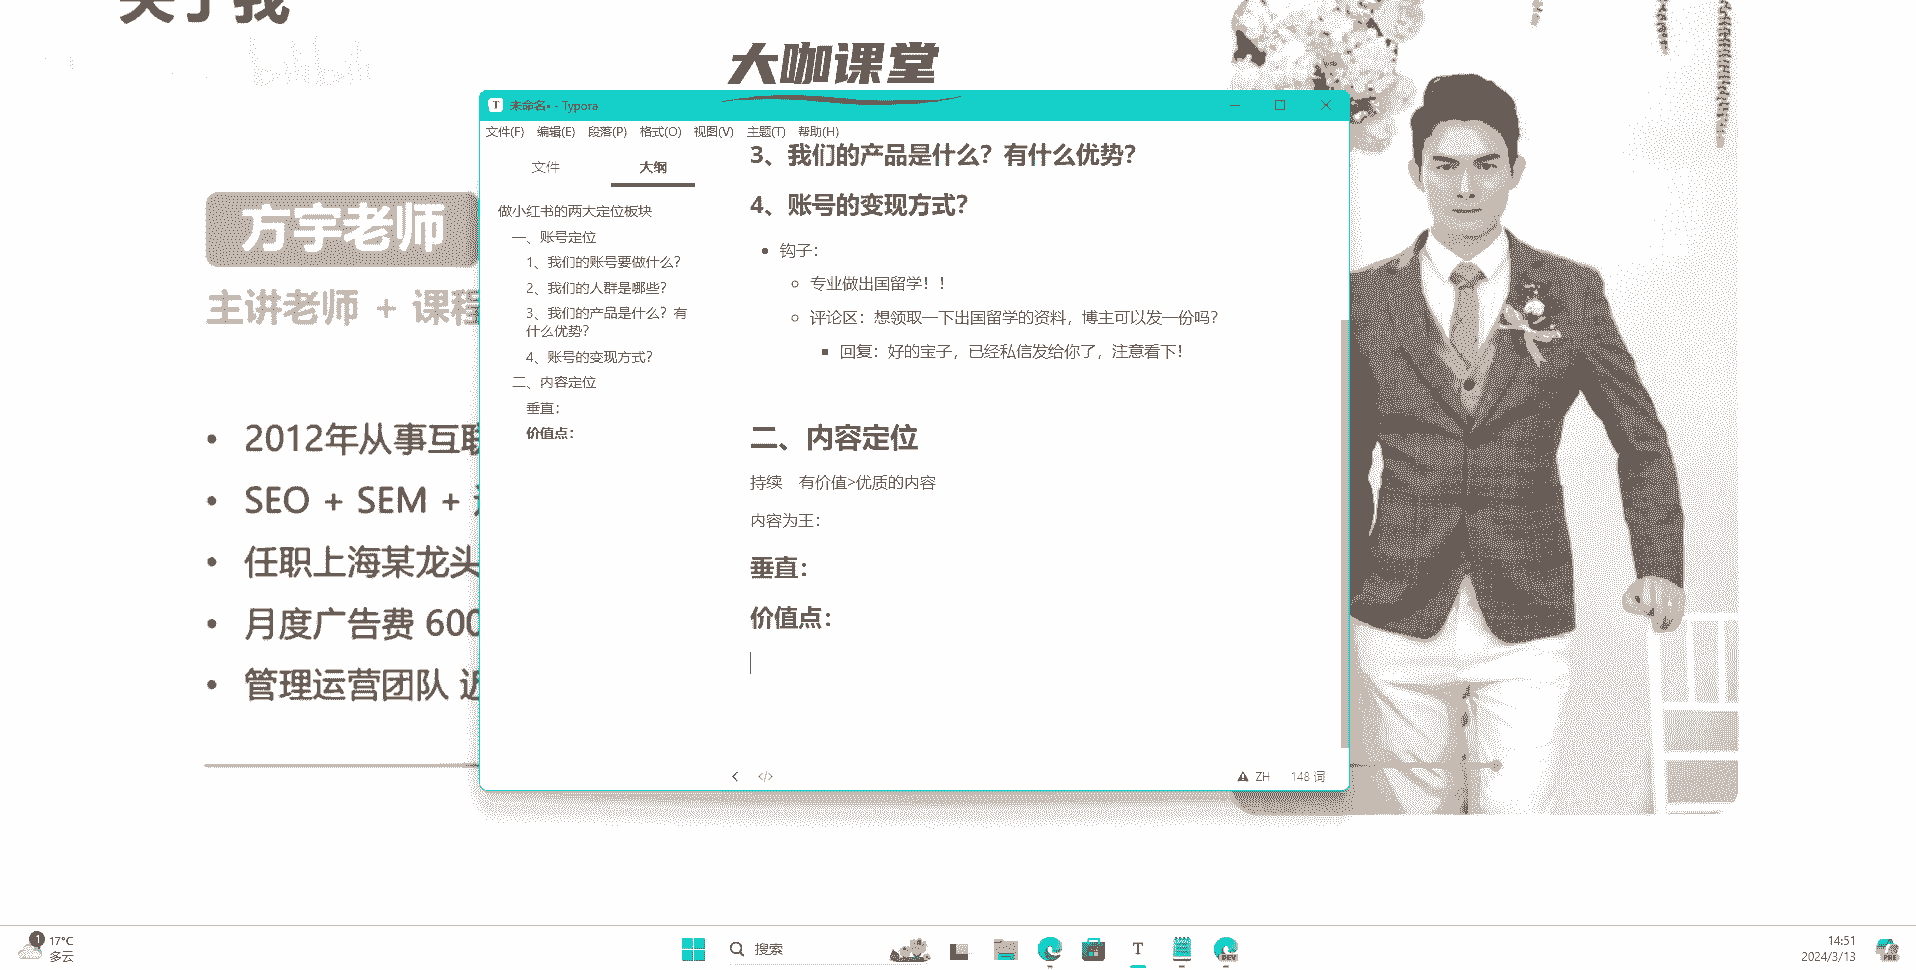 关于我
bilibili
大咖课堂
未命名• - Typora
文件(F) 编辑(E) 段落(P) 格式(O) 视图(V) 主题(T) 帮助(H)
文件 大纲
做小红书的两大定位板块
一、账号定位
1、我们的账号要做什么？
2、我们的人群是哪些？
3、我们的产品是什么？有
什么优势？
4、账号的变现方式？
二、内容定位
垂直：
价值点：
3、我们的产品是什么？有什么优势？
4、账号的变现方式？
钩子：
专业做出国留学！！
评论区：想领取一下出国留学的资料，博主可以发一份吗？
回复：好的宝子，已经私信发给你了，注意看下！
二、内容定位
持续 有价值>优质的内容
内容为王：
垂直：
价值点：
ZH 148 词
方宇老师
主讲老师 + 课程
• 2012年从事互联
• SEO + SEM +
• 任职上海某龙头
• 月度广告费 600
• 管理运营团队 近
1 17°C
多云
搜索
T
DEV
14:51
2024/3/13
PRE